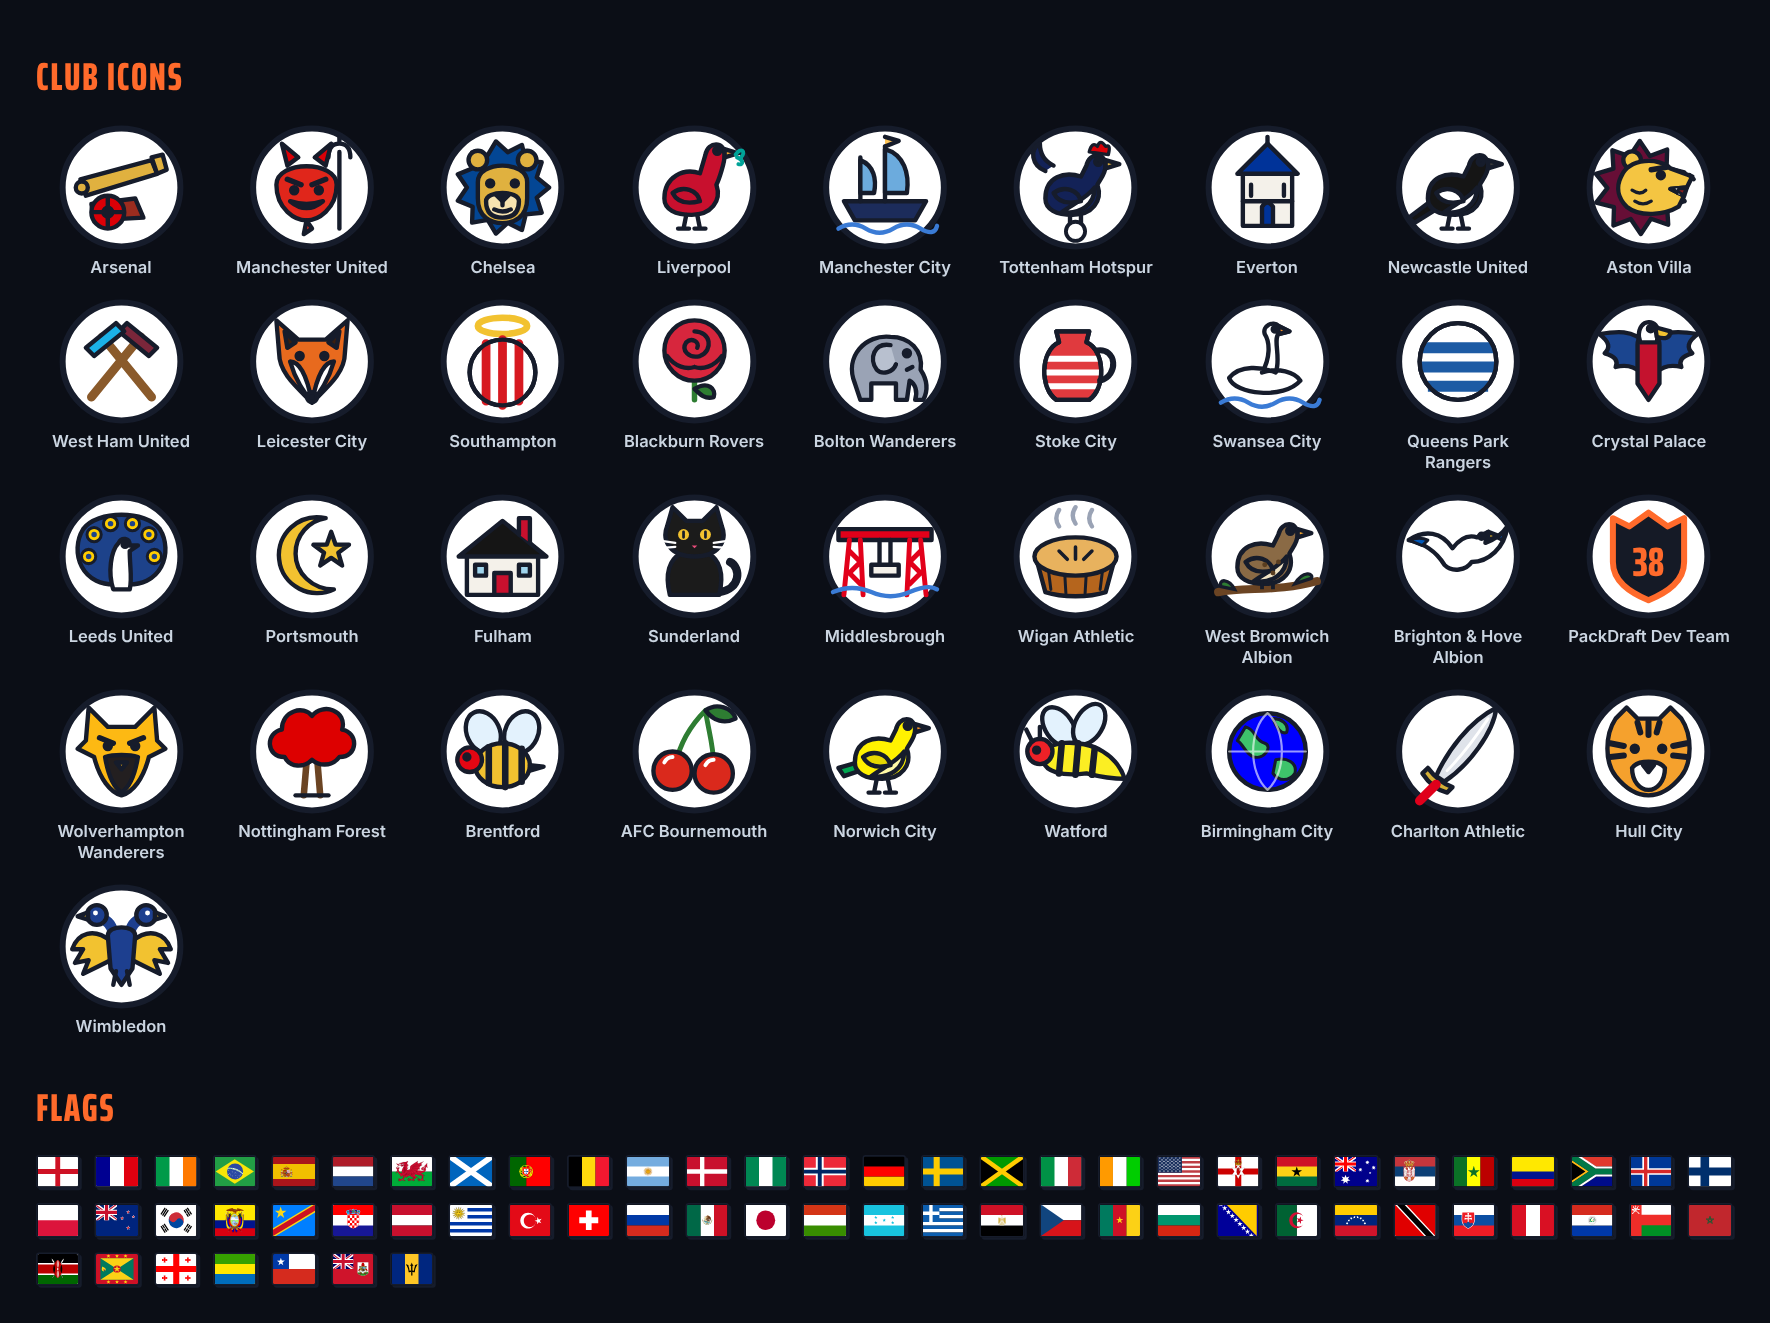 CLUB ICONS
Arsenal
Manchester United
Chelsea
Liverpool
Manchester City
Tottenham Hotspur
Everton
Newcastle United
Aston Villa
West Ham United
Leicester City
Southampton
Blackburn Rovers
Bolton Wanderers
Stoke City
Swansea City
Queens Park
Rangers
Crystal Palace
38
Leeds United
Portsmouth
Fulham
Sunderland
Middlesbrough
Wigan Athletic
West Bromwich
Albion
Brighton & Hove
Albion
PackDraft Dev Team
Wolverhampton
Wanderers
Nottingham Forest
Brentford
AFC Bournemouth
Norwich City
Watford
Birmingham City
Charlton Athletic
Hull City
Wimbledon
FLAGS